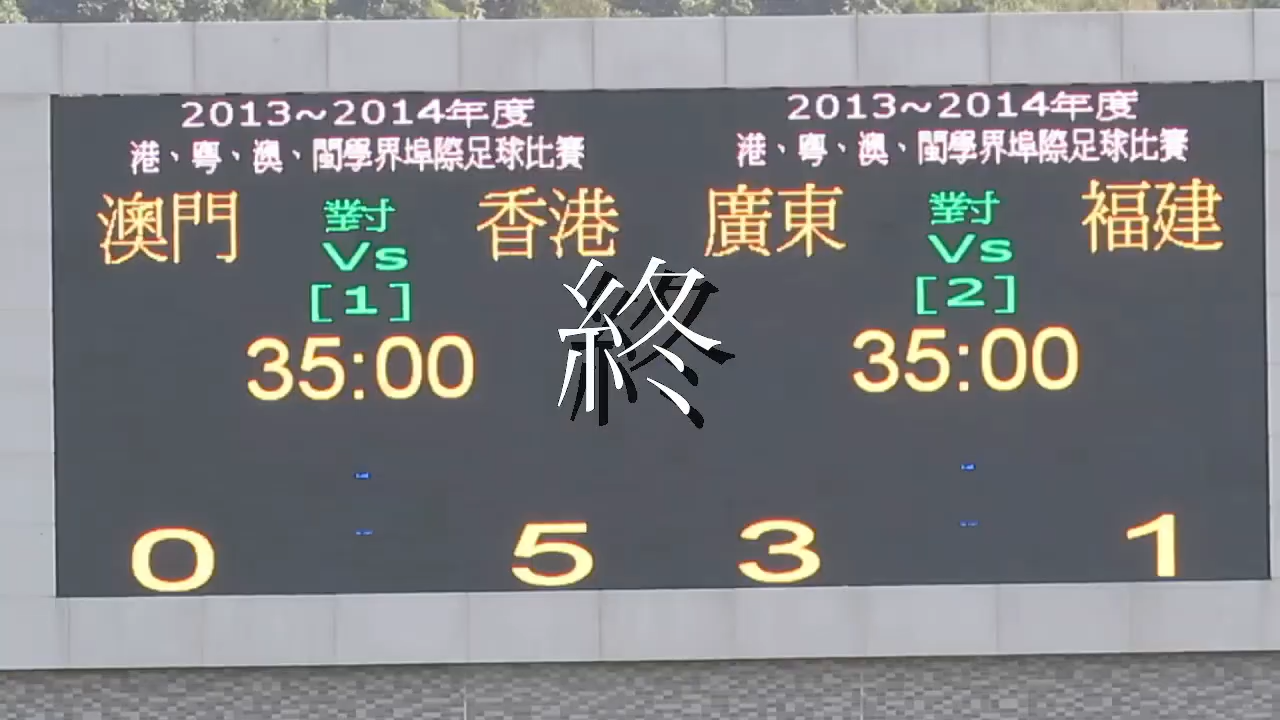 2013~2014年度
港、粵、澳、閩學界埠際足球比賽
澳門 對 香港
Vs
[1]
35:00
0 5
2013~2014年度
港、粵、澳、閩學界埠際足球比賽
廣東 對 福建
Vs
[2]
35:00
3 1
終